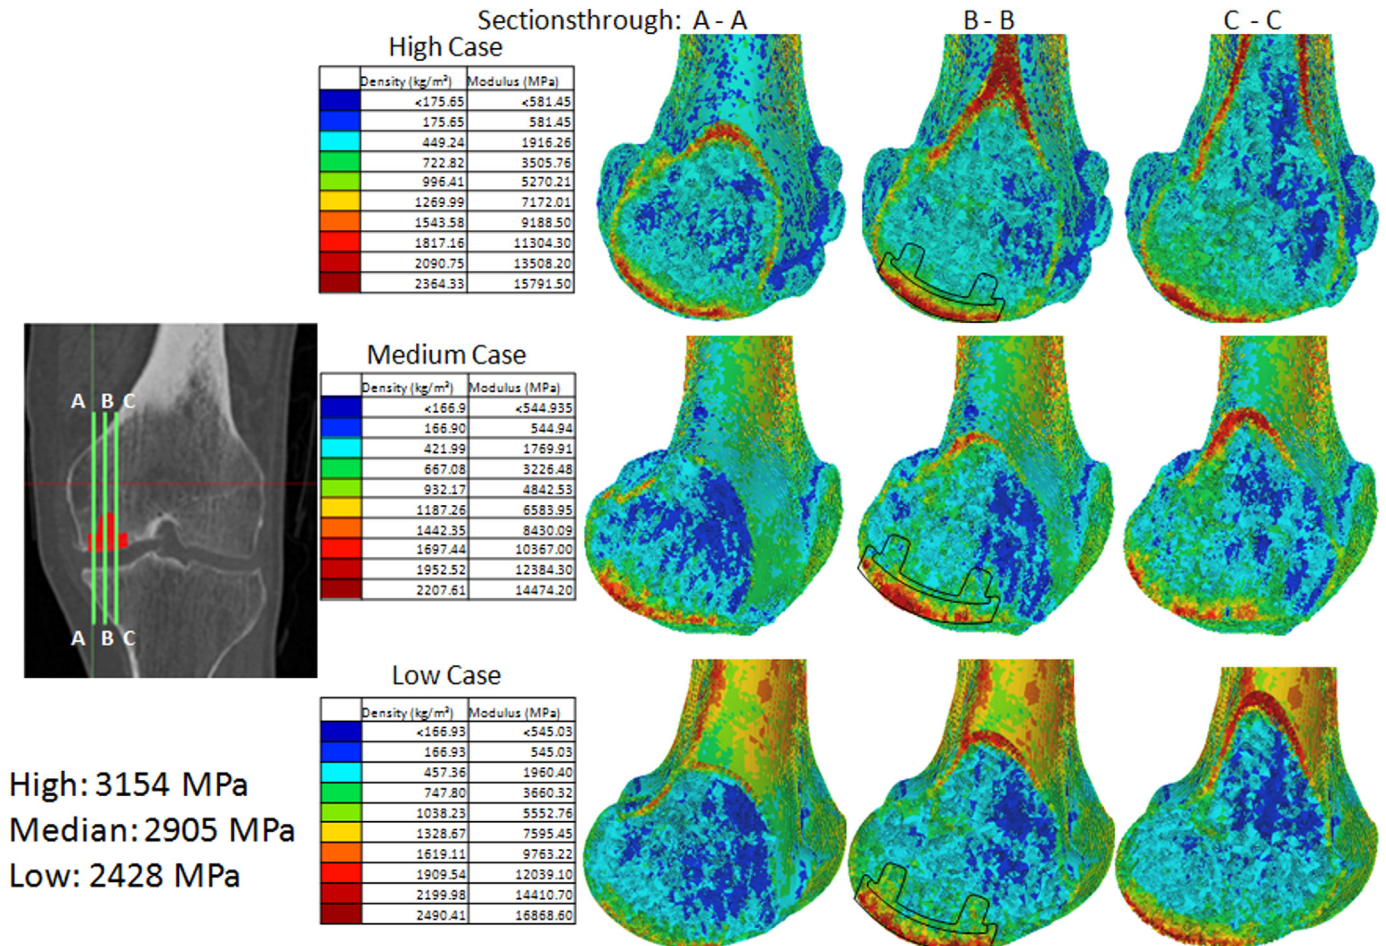 Sectionsthrough: A - A B - B C - C
High Case
Density (kg/m³) Modulus (MPa)
<175.65 <581.45
175.65 581.45
449.24 1916.26
722.82 3505.76
996.41 5270.21
1269.99 7172.01
1543.58 9188.50
1817.16 11304.30
2090.75 13508.20
2364.33 15791.50
Medium Case
Density (kg/m³) Modulus (MPa)
<166.9 <544.935
166.90 544.94
421.99 1769.91
667.08 3226.48
932.17 4842.53
1187.26 6583.95
1442.35 8430.09
1697.44 10367.00
1952.52 12384.30
2207.61 14474.20
A B C
A B C
Low Case
Density (kg/m³) Modulus (MPa)
<166.93 <545.03
166.93 545.03
457.36 1960.40
747.80 3660.32
1038.23 5552.76
1328.67 7595.45
1619.11 9763.22
1909.54 12039.10
2199.98 14410.70
2490.41 16868.60
High: 3154 MPa
Median: 2905 MPa
Low: 2428 MPa